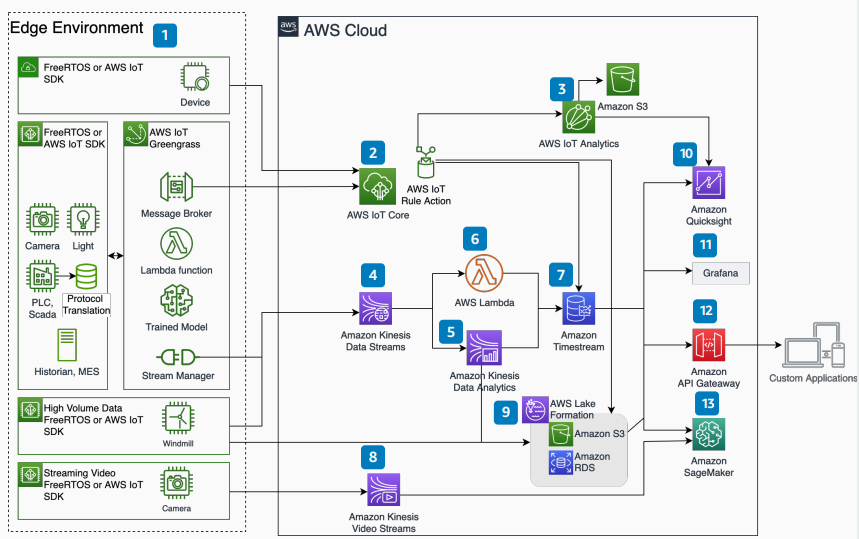 Edge Environment
1
FreeRTOS or AWS IoT
SDK
Device
FreeRTOS or
AWS IoT SDK
Camera
Light
PLC,
Scada
Protocol
Translation
Historian, MES
AWS IoT
Greengrass
Message Broker
Lambda function
Trained Model
Stream Manager
High Volume Data
FreeRTOS or AWS IoT
SDK
Windmill
Streaming Video
FreeRTOS or AWS IoT
SDK
Camera
aws
AWS Cloud
2
AWS IoT Core
AWS IoT
Rule Action
3
AWS IoT Analytics
Amazon S3
4
Amazon Kinesis
Data Streams
5
Amazon Kinesis
Data Analytics
6
AWS Lambda
7
Amazon
Timestream
8
Amazon Kinesis
Video Streams
9
AWS Lake
Formation
Amazon S3
Amazon
RDS
10
Amazon
Quicksight
11
Grafana
12
Amazon
API Gateaway
13
Amazon
SageMaker
Custom Applications